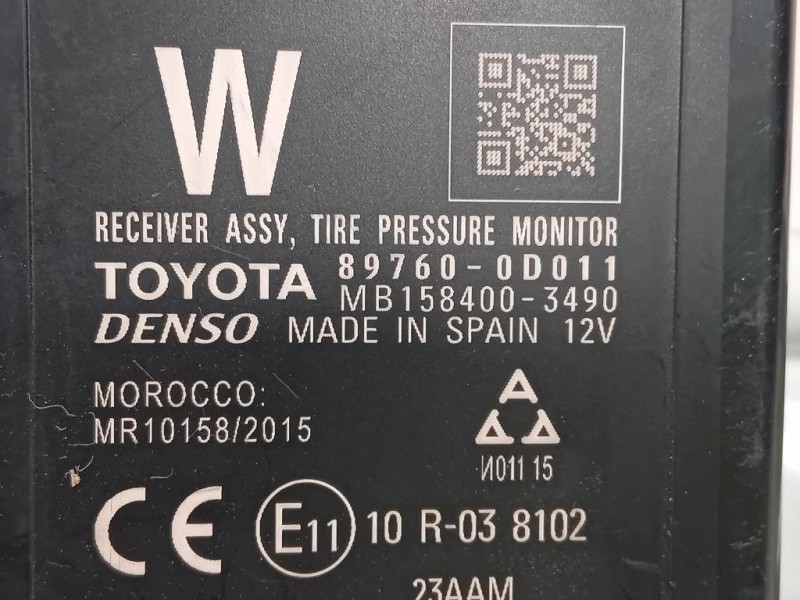 W
RECEIVER ASSY, TIRE PRESSURE MONITOR
TOYOTA 89760-0D011
MB158400-3490
DENSO MADE IN SPAIN 12V
MOROCCO:
MR10158/2015
И011 15
CE E11 10 R-03 8102
23AAM